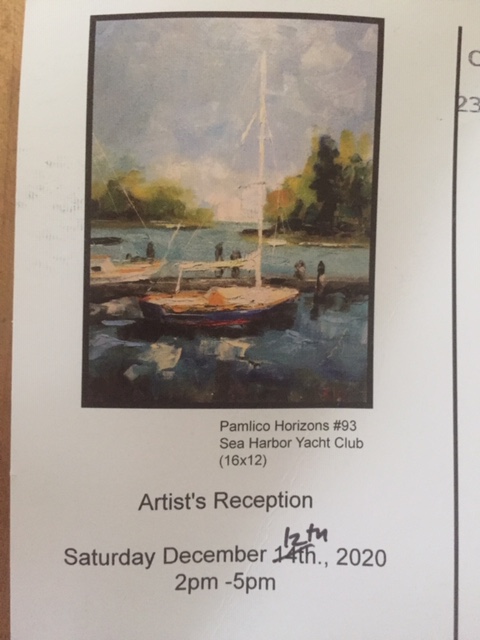 Pamlico Horizons #93
Sea Harbor Yacht Club
(16x12)
Artist's Reception
12th
Saturday December 14th., 2020
2pm -5pm
23